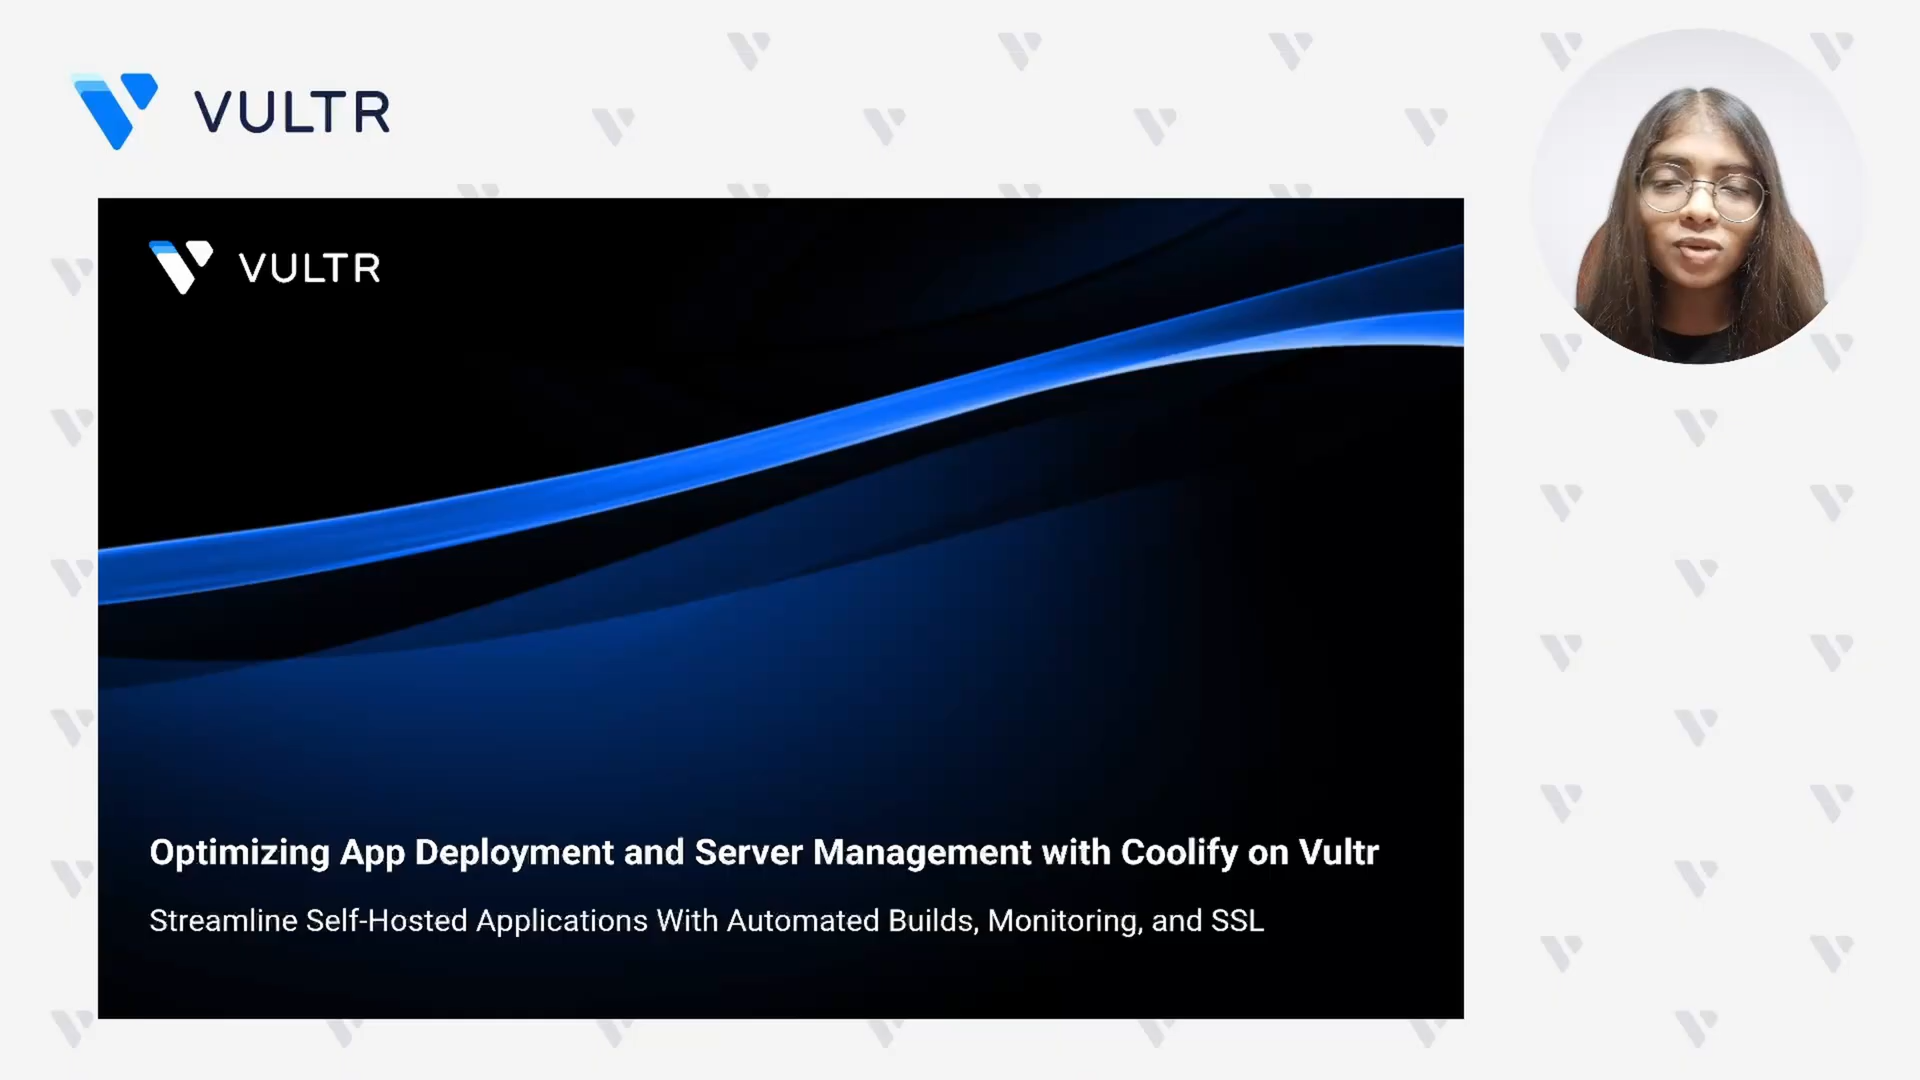 VULTR
VULTR
Optimizing App Deployment and Server Management with Coolify on Vultr
Streamline Self-Hosted Applications With Automated Builds, Monitoring, and SSL